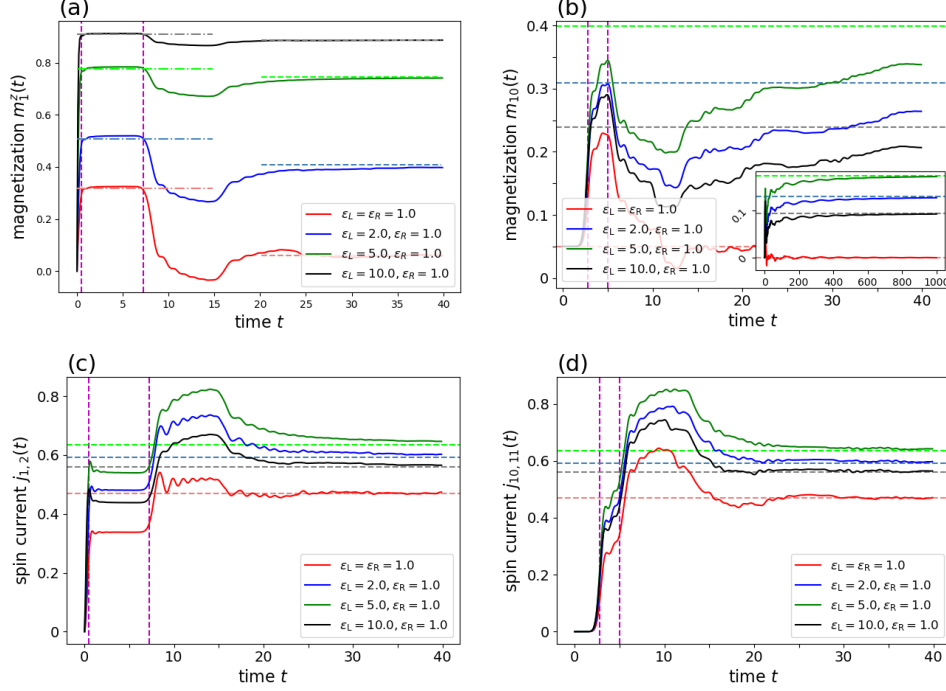 (a)
magnetization m₁ᶻ(t)
0.8
0.6
0.4
0.2
0.0
0 5 10 15 20 25 30 35 40
time t
ε_L = ε_R = 1.0
ε_L = 2.0, ε_R = 1.0
ε_L = 5.0, ε_R = 1.0
ε_L = 10.0, ε_R = 1.0
(b)
magnetization m₁₀(t)
0.4
0.3
0.2
0.1
0
0 10 20 30 40
time t
ε_L = ε_R = 1.0
ε_L = 2.0, ε_R = 1.0
ε_L = 5.0, ε_R = 1.0
ε_L = 10.0, ε_R = 1.0
0.1
0
0 200 400 600 800 1000
(c)
spin current j₁,₂(t)
0.8
0.6
0.4
0.2
0
0 10 20 30 40
time t
ε_L = ε_R = 1.0
ε_L = 2.0, ε_R = 1.0
ε_L = 5.0, ε_R = 1.0
ε_L = 10.0, ε_R = 1.0
(d)
spin current j₁₀,₁₁(t)
0.8
0.6
0.4
0.2
0
0 10 20 30 40
time t
ε_L = ε_R = 1.0
ε_L = 2.0, ε_R = 1.0
ε_L = 5.0, ε_R = 1.0
ε_L = 10.0, ε_R = 1.0